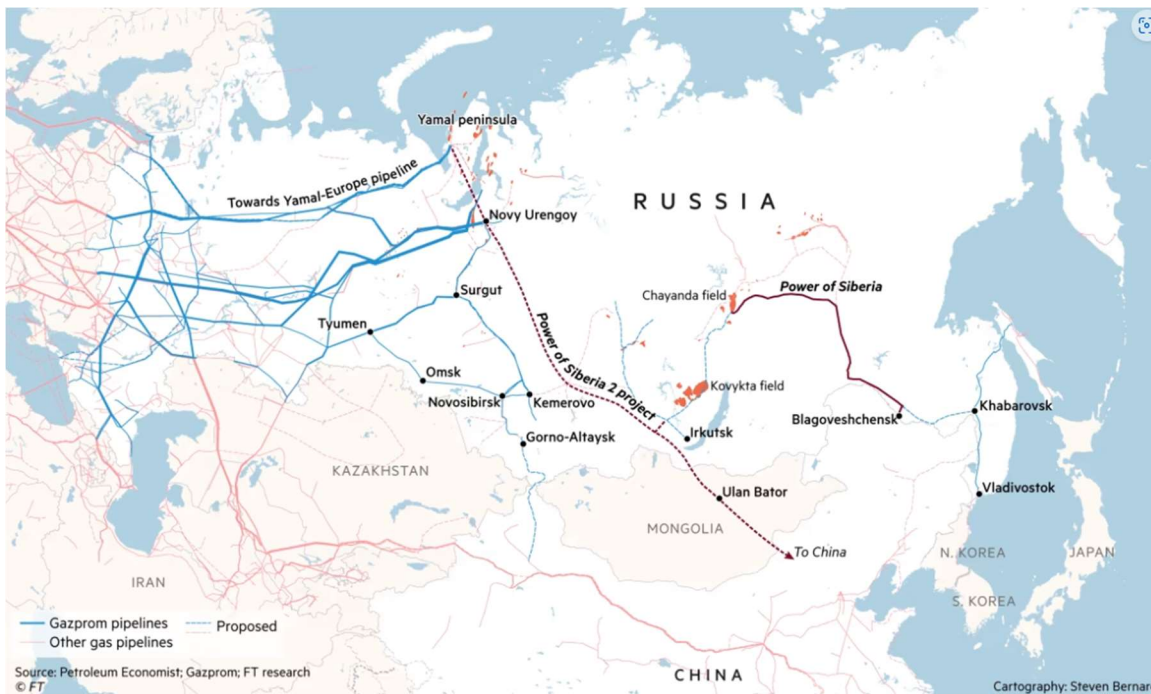 Yamal peninsula
Towards Yamal-Europe pipeline
RUSSIA
Novy Urengoy
Surgut
Chayanda field
Power of Siberia
Tyumen
Power of Siberia 2 project
Omsk
Kovykta field
Novosibirsk
Kemerovo
Khabarovsk
Blagoveshchensk
Gorno-Altaysk
Irkutsk
KAZAKHSTAN
Ulan Bator
Vladivostok
MONGOLIA
To China
N. KOREA
JAPAN
IRAN
S. KOREA
Gazprom pipelines
Proposed
Other gas pipelines
Source: Petroleum Economist; Gazprom; FT research
© FT
CHINA
Cartography: Steven Bernard